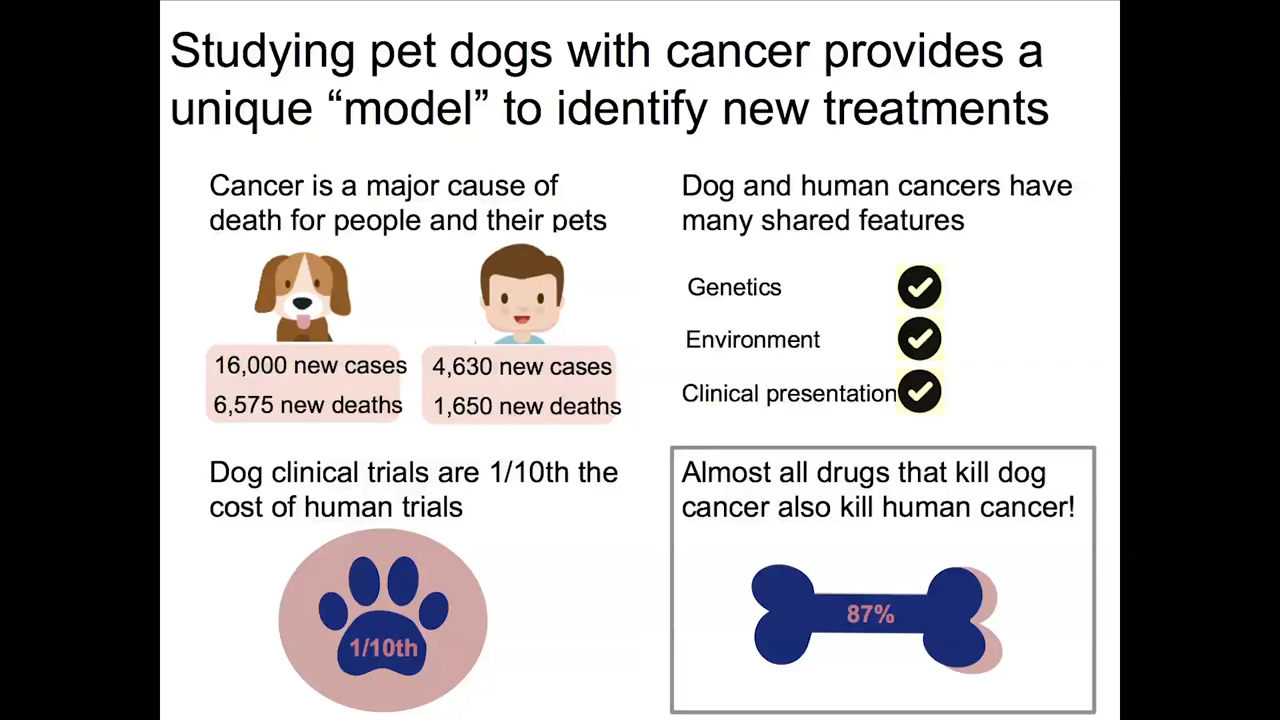 Studying pet dogs with cancer provides a
unique “model” to identify new treatments
Cancer is a major cause of
death for people and their pets
16,000 new cases
6,575 new deaths
4,630 new cases
1,650 new deaths
Dog and human cancers have
many shared features
Genetics
Environment
Clinical presentation
Dog clinical trials are 1/10th the
cost of human trials
1/10th
Almost all drugs that kill dog
cancer also kill human cancer!
87%